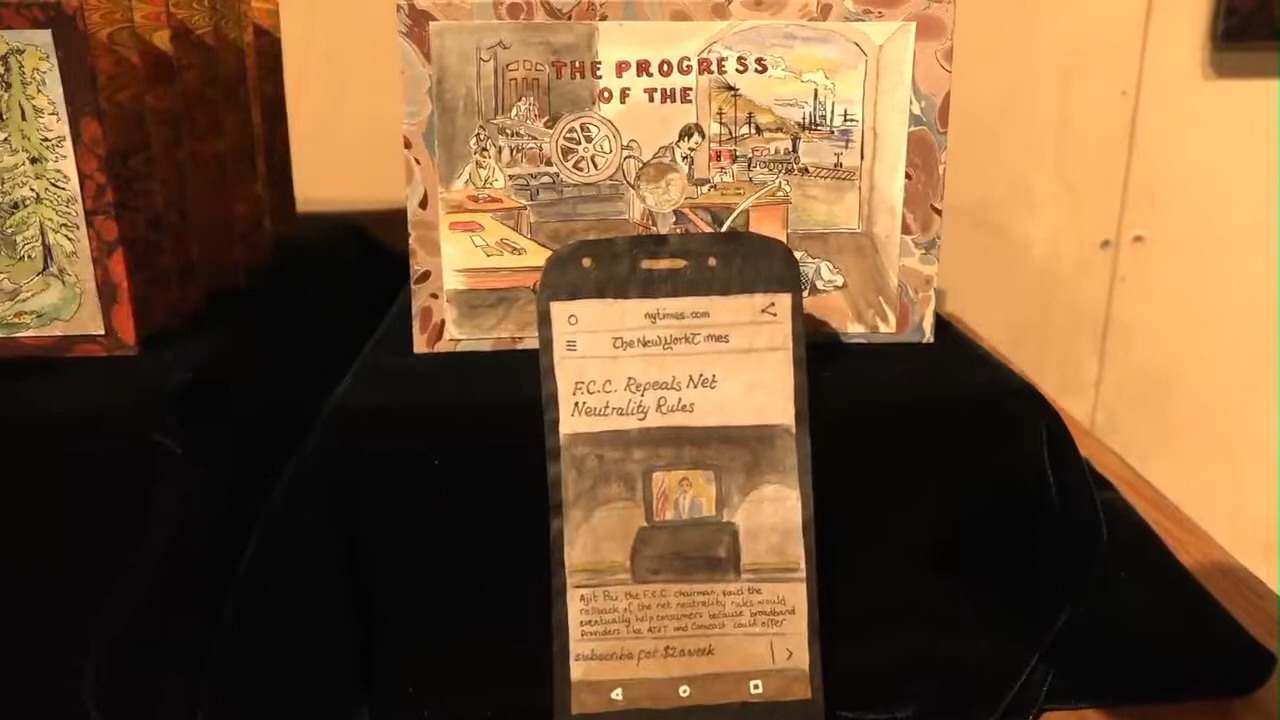 THE PROGRESS
OF THE
nytimes.com
The New York Times
F.C.C. Repeals Net
Neutrality Rules
Ajit Pai, the F.C.C. chairman, said the
rollback of the net neutrality rules would
eventually help consumers because broadband
providers like AT&T and Comcast could offer
subscribe for $2 a week